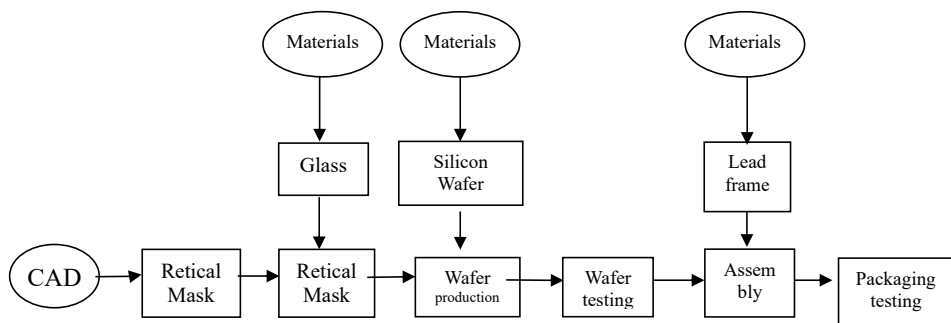 Materials
Materials
Materials
Glass
Silicon
Wafer
Lead
frame
CAD
Retical
Mask
Retical
Mask
Wafer
production
Wafer
testing
Assem
bly
Packaging
testing